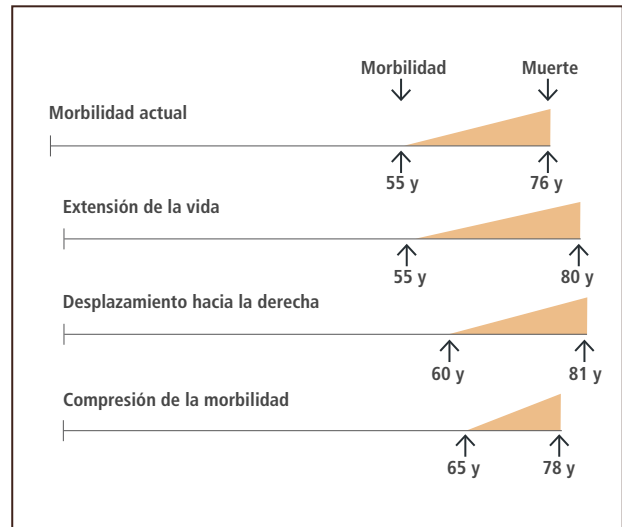 Morbilidad Muerte
Morbilidad actual
55 y 76 y
Extensión de la vida
55 y 80 y
Desplazamiento hacia la derecha
60 y 81 y
Compresión de la morbilidad
65 y 78 y